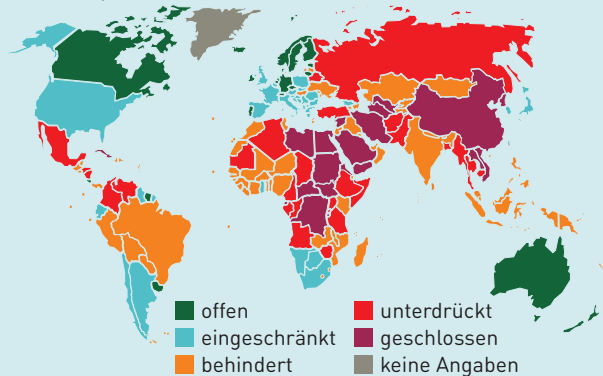 offen
eingeschränkt
behindert
unterdrückt
geschlossen
keine Angaben